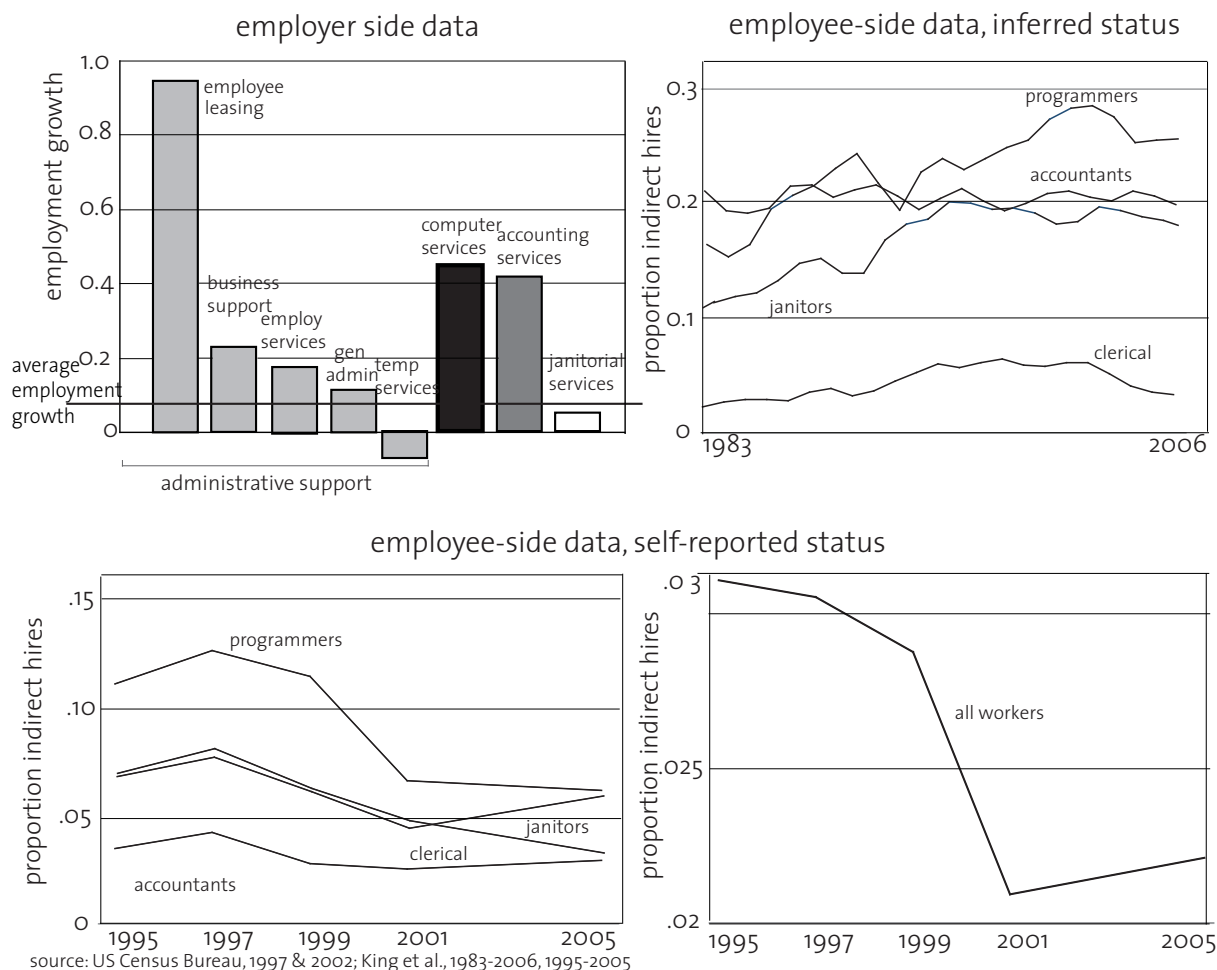 employer side data
employment growth
1.0
0.8
0.6
0.4
0.2
0
average
employment
growth
employee
leasing
business
support
employ
services
gen
admin
temp
services
computer
services
accounting
services
janitorial
services
administrative support
employee-side data, inferred status
proportion indirect hires
0.3
0.2
0.1
0
programmers
accountants
janitors
clerical
1983
2006
employee-side data, self-reported status
proportion indirect hires
.15
.10
.05
0
programmers
janitors
clerical
accountants
1995
1997
1999
2001
2005
proportion indirect hires
.03
.025
.02
all workers
1995
1997
1999
2001
2005
source: US Census Bureau, 1997 & 2002; King et al., 1983-2006, 1995-2005